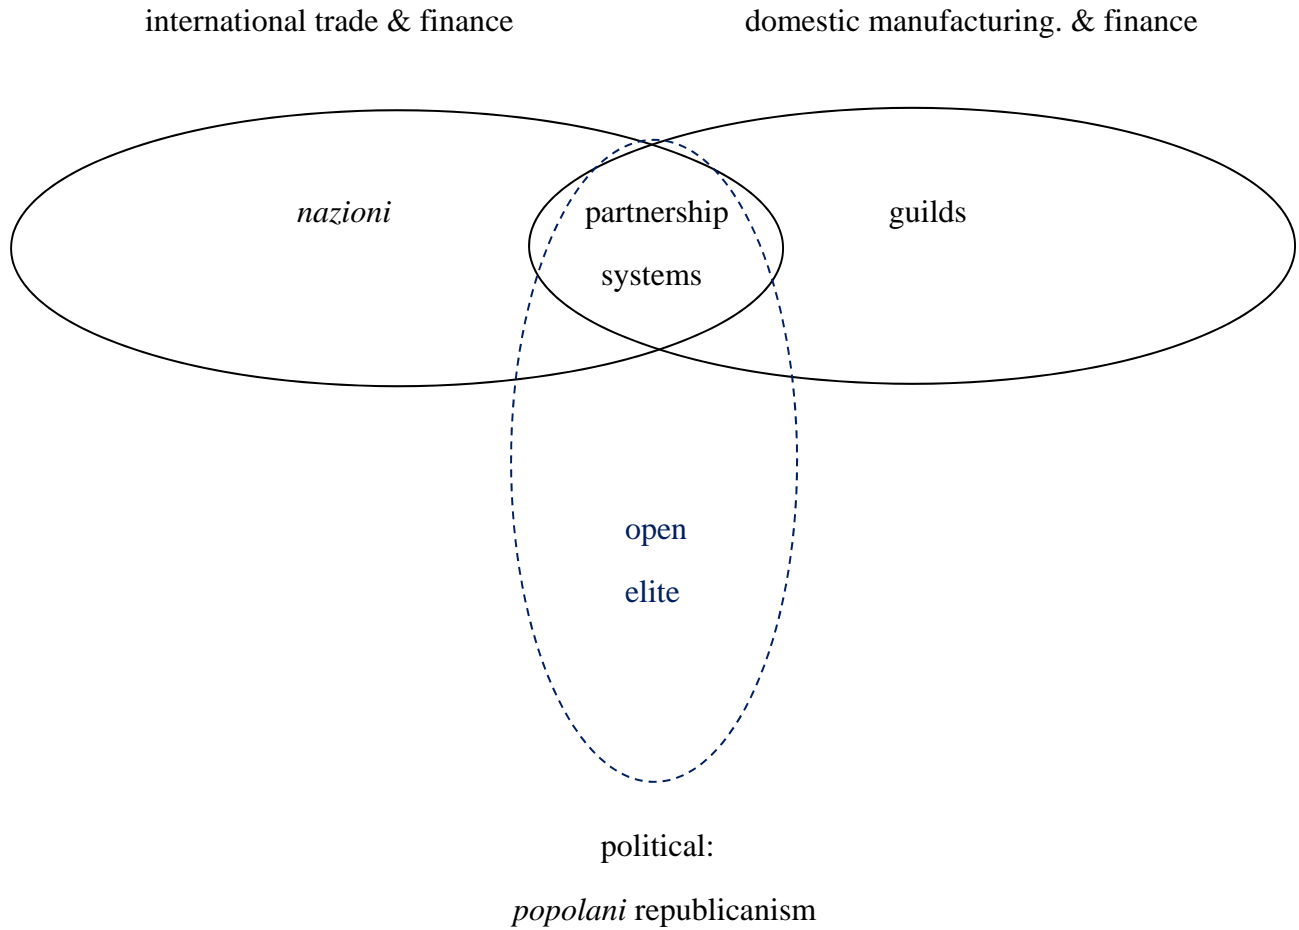 international trade & finance
domestic manufacturing. & finance
nazioni
partnership
guilds
systems
open
elite
political:
popolani republicanism